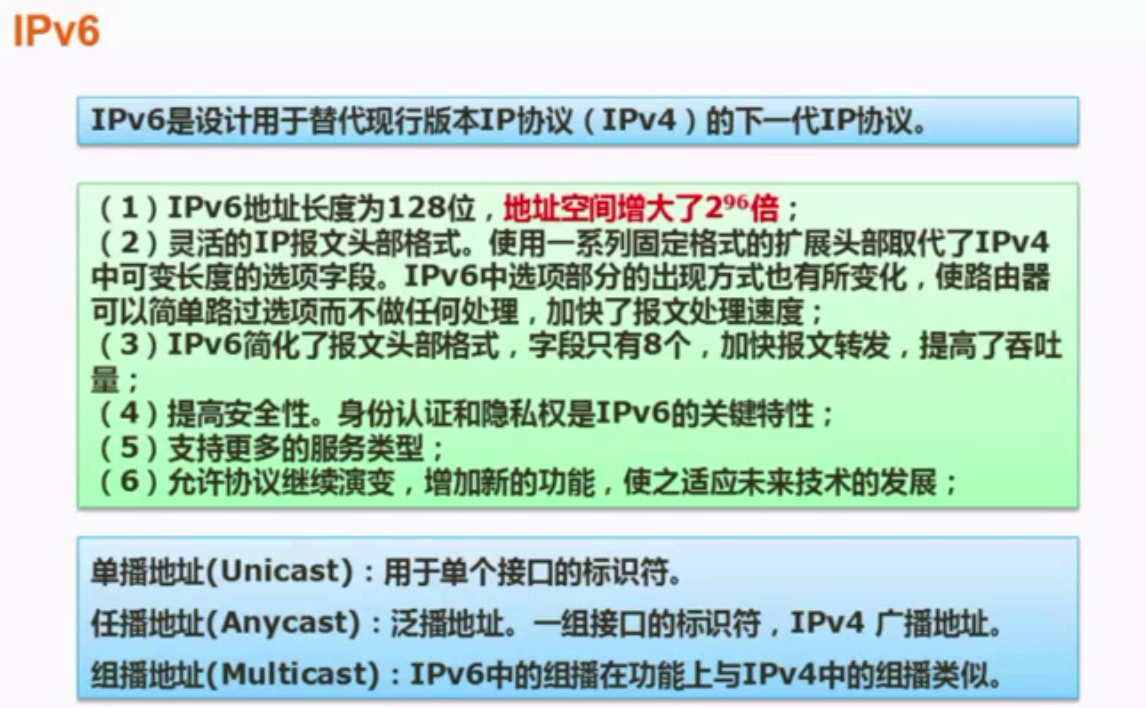 IPv6
IPv6是设计用于替代现行版本IP协议（IPv4）的下一代IP协议。
（1）IPv6地址长度为128位，地址空间增大了2⁹⁶倍；
（2）灵活的IP报文头部格式。使用一系列固定格式的扩展头部取代了IPv4
中可变长度的选项字段。IPv6中选项部分的出现方式也有所变化，使路由器
可以简单路过选项而不做任何处理，加快了报文处理速度；
（3）IPv6简化了报文头部格式，字段只有8个，加快报文转发，提高了吞吐
量；
（4）提高安全性。身份认证和隐私权是IPv6的关键特性；
（5）支持更多的服务类型；
（6）允许协议继续演变，增加新的功能，使之适应未来技术的发展；
单播地址(Unicast)：用于单个接口的标识符。
任播地址(Anycast)：泛播地址。一组接口的标识符，IPv4 广播地址。
组播地址(Multicast)：IPv6中的组播在功能上与IPv4中的组播类似。